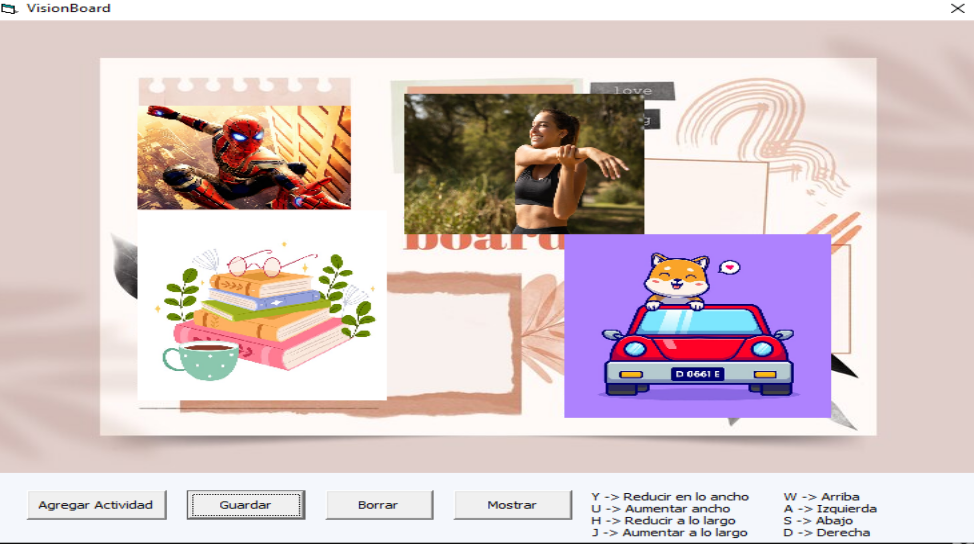 VisionBoard
love
g
board
D 0661 E
Agregar Actividad
Guardar
Borrar
Mostrar
Y -> Reducir en lo ancho
U -> Aumentar ancho
H -> Reducir a lo largo
J -> Aumentar a lo largo
W -> Arriba
A -> Izquierda
S -> Abajo
D -> Derecha